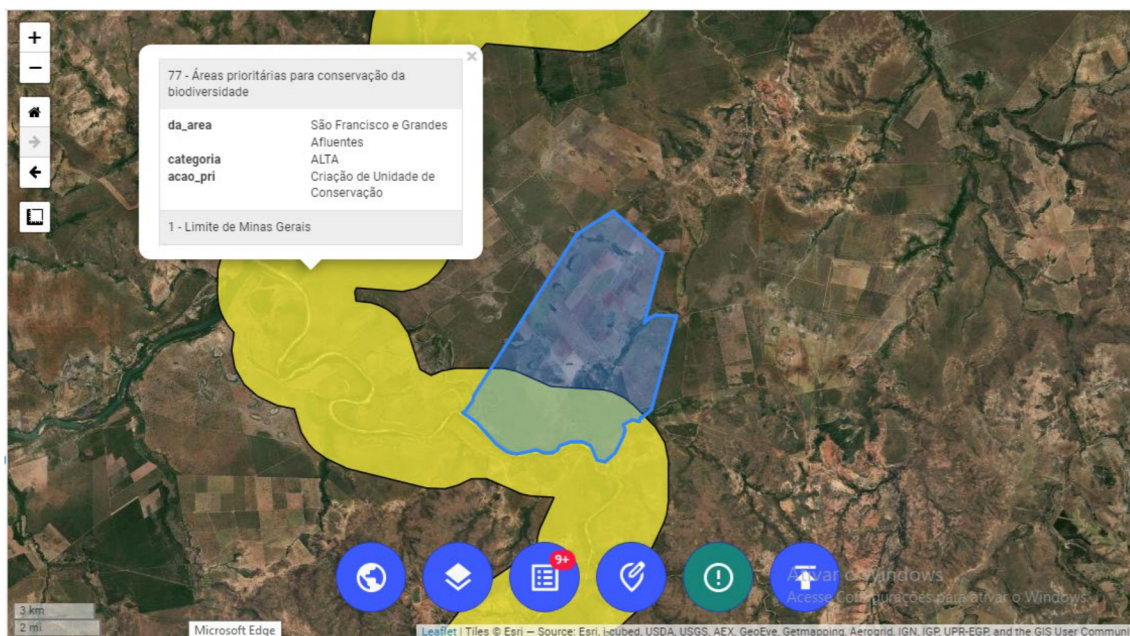 +
−
77 - Áreas prioritárias para conservação da
biodiversidade
da_area São Francisco e Grandes
Afluentes
categoria ALTA
acao_pri Criação de Unidade de
Conservação
1 - Limite de Minas Gerais
×
9+
Ativar o Windows
Acesse Configurações para ativar o Windows.
3 km
2 mi
Microsoft Edge
Leaflet | Tiles © Esri — Source: Esri, i-cubed, USDA, USGS, AEX, GeoEye, Getmapping, Aerogrid, IGN, IGP, UPR-EGP, and the GIS User Communi